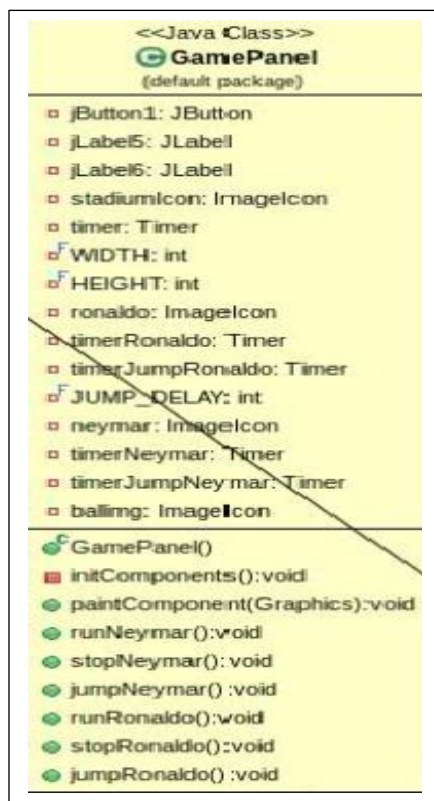 <<Java Class>>
GamePanel
(default package)
jButton1: JButton
jLabel5: JLabel
jLabel6: JLabel
stadiumIcon: ImageIcon
timer: Timer
F WIDTH: int
F HEIGHT: int
ronaldo: ImageIcon
timerRonaldo: Timer
timerJumpRonaldo: Timer
F JUMP_DELAY: int
neymar: ImageIcon
timerNeymar: Timer
timerJumpNeymar: Timer
ballimg: ImageIcon
C GamePanel()
initComponents():void
paintComponent(Graphics):void
runNeymar():void
stopNeymar():void
jumpNeymar():void
runRonaldo():void
stopRonaldo():void
jumpRonaldo():void